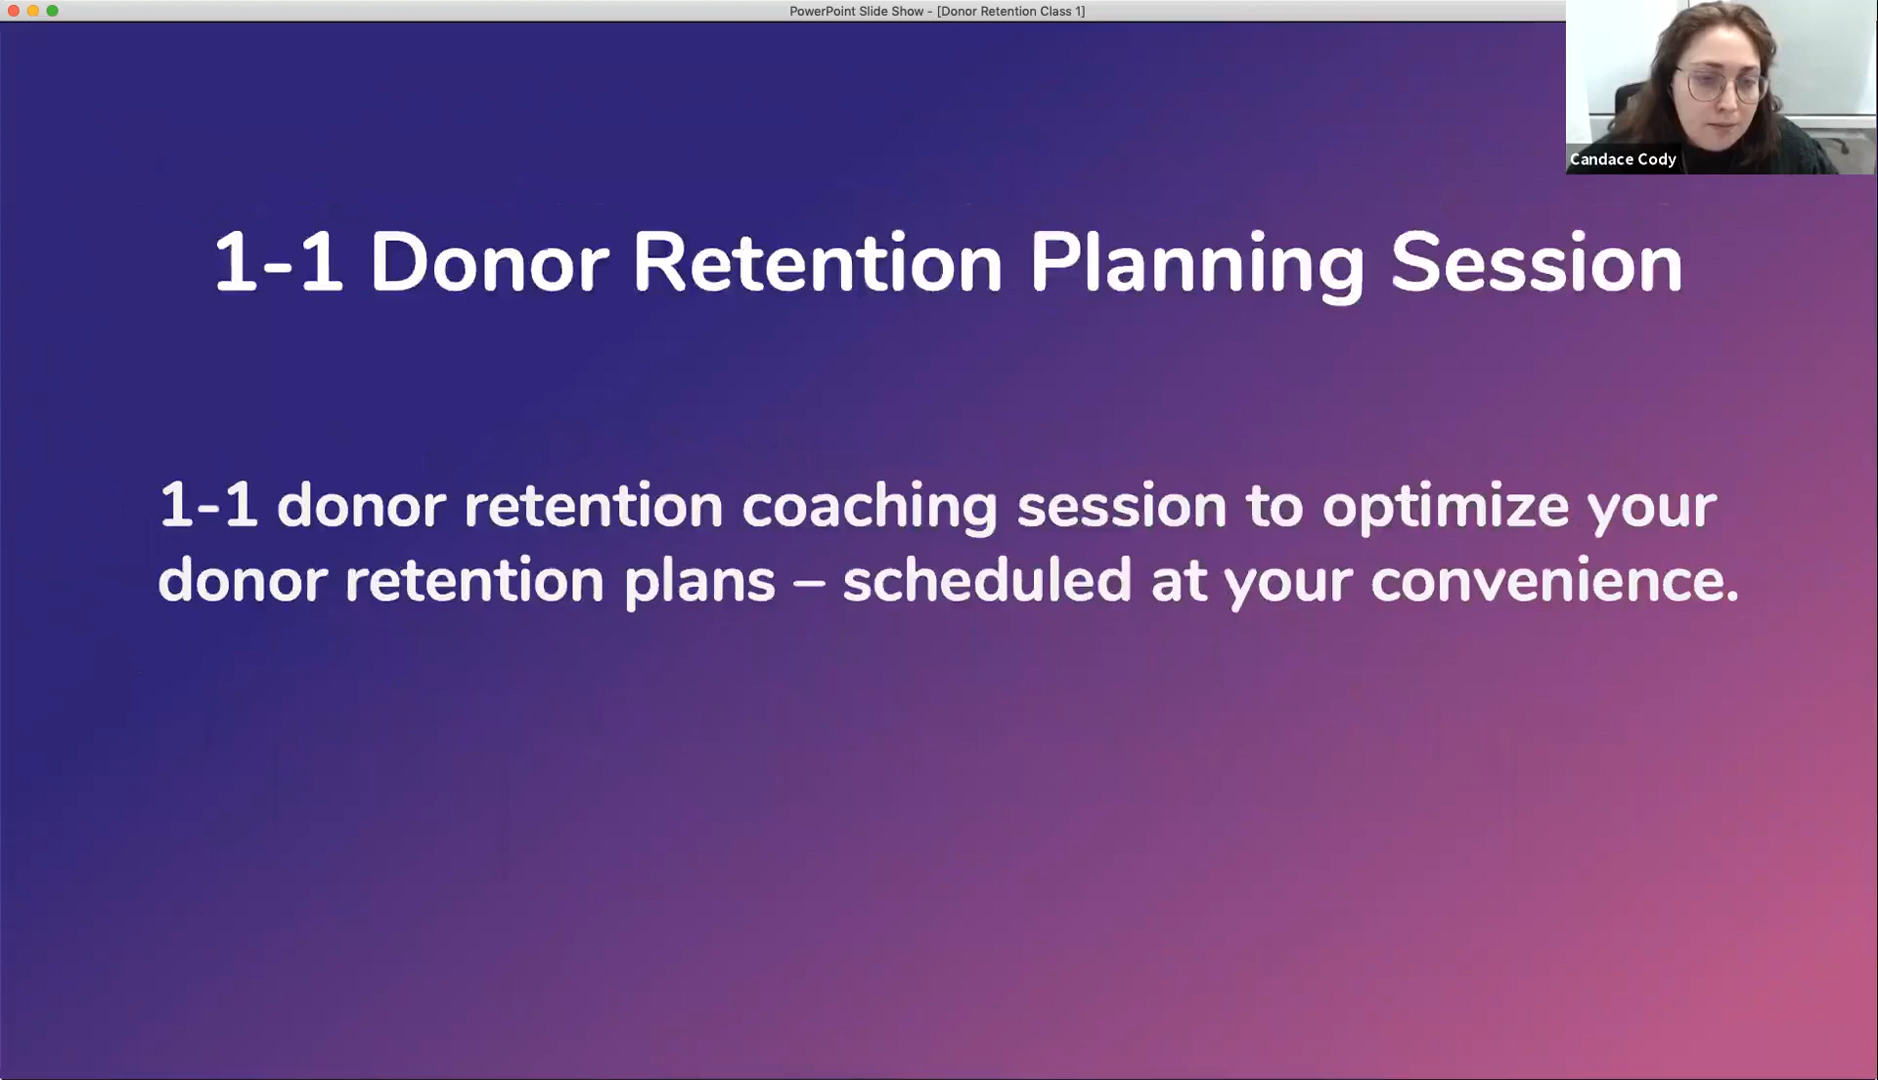 PowerPoint Slide Show - [Donor Retention Class 1]
Candace Cody
1-1 Donor Retention Planning Session
1-1 donor retention coaching session to optimize your
donor retention plans – scheduled at your convenience.